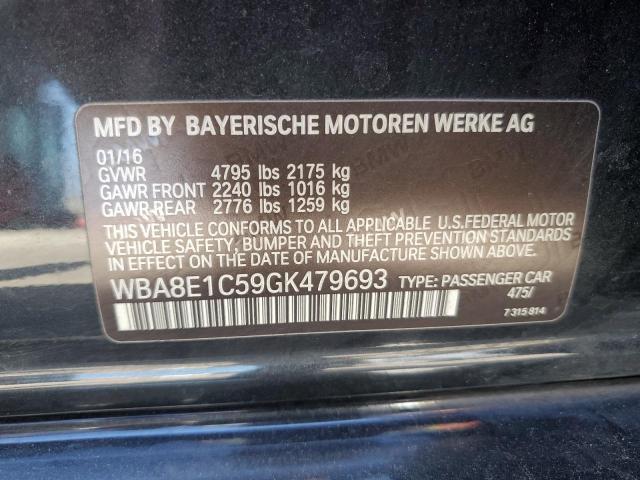 MFD BY BAYERISCHE MOTOREN WERKE AG
01/16
GVWR 4795 lbs 2175 kg
GAWR FRONT 2240 lbs 1016 kg
GAWR REAR 2776 lbs 1259 kg
THIS VEHICLE CONFORMS TO ALL APPLICABLE U.S.FEDERAL MOTOR
VEHICLE SAFETY, BUMPER AND THEFT PREVENTION STANDARDS
IN EFFECT ON THE DATE OF MANUFACTURE SHOWN ABOVE.
WBA8E1C59GK479693 TYPE: PASSENGER CAR
475/
7 315 814